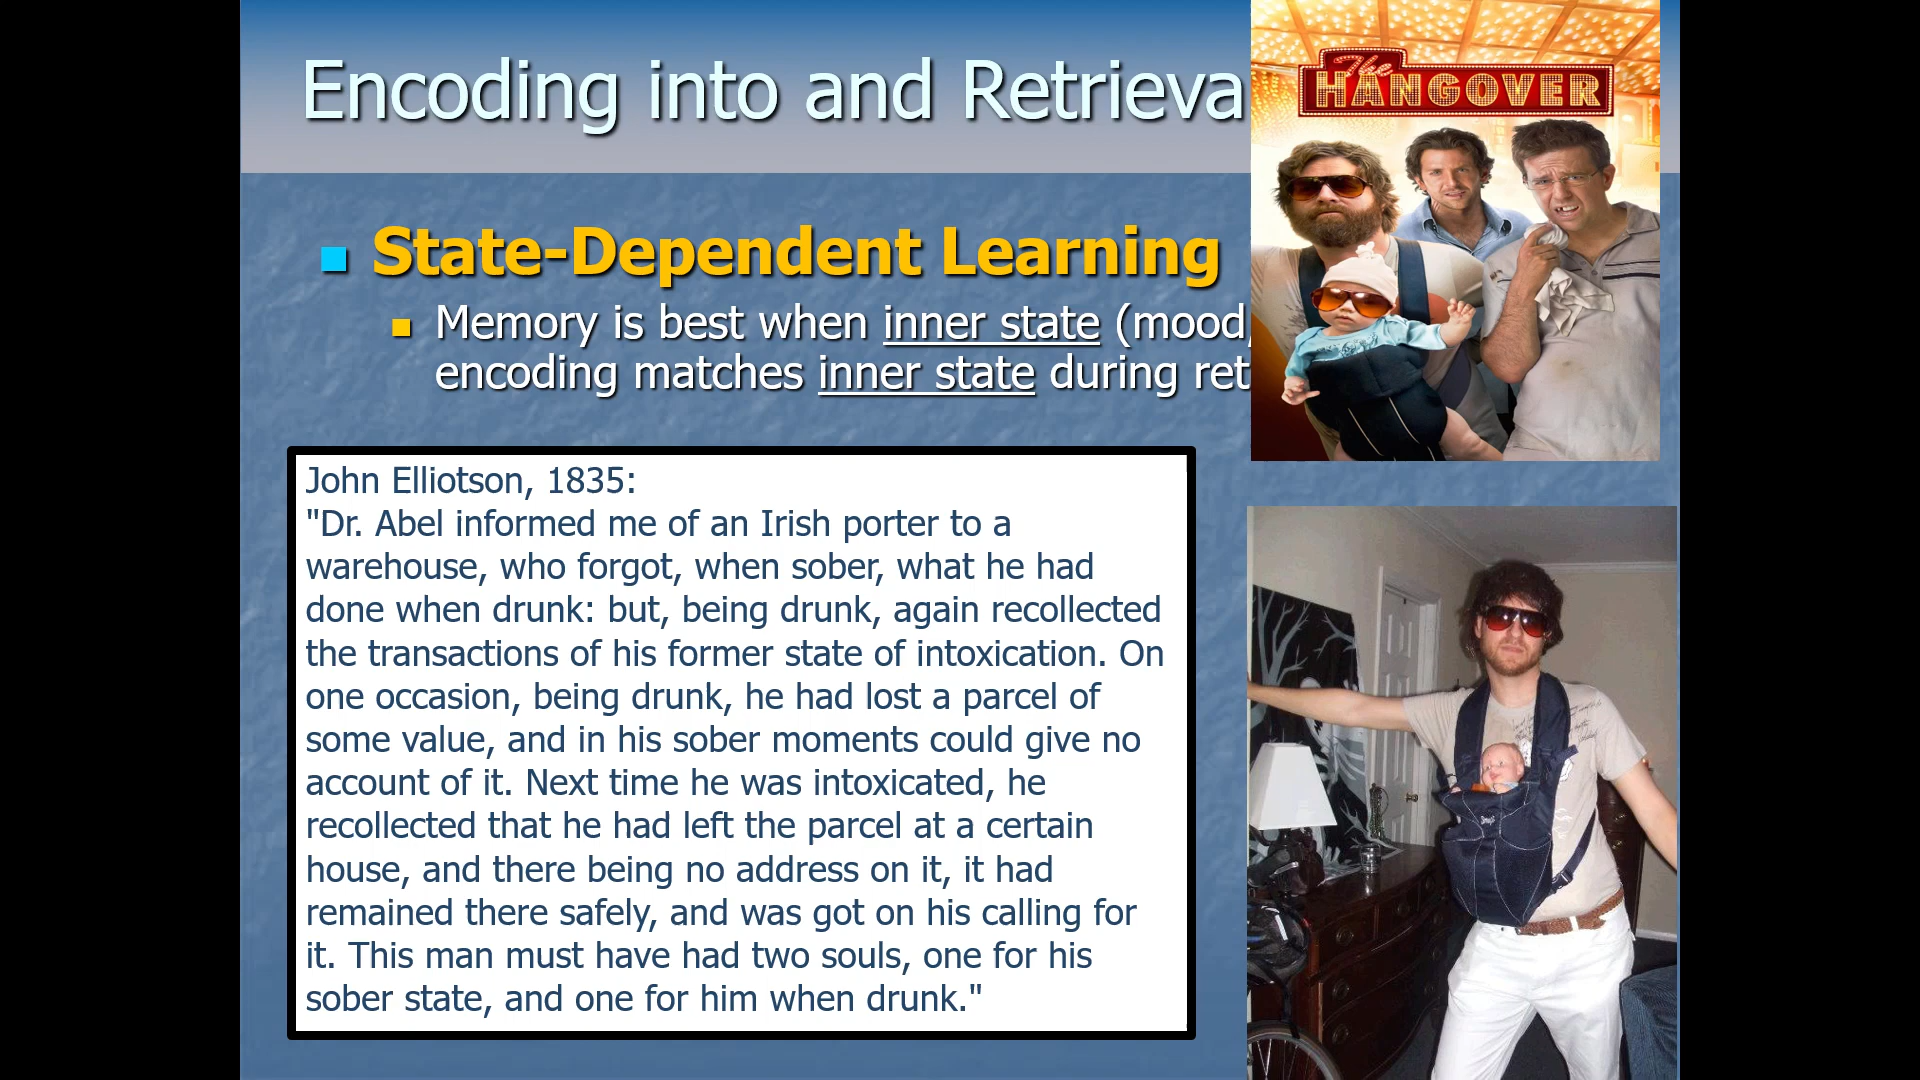 Encoding into and Retrieva
The
HANGOVER
State-Dependent Learning
Memory is best when inner state (mood,
encoding matches inner state during ret
John Elliotson, 1835:
"Dr. Abel informed me of an Irish porter to a
warehouse, who forgot, when sober, what he had
done when drunk: but, being drunk, again recollected
the transactions of his former state of intoxication. On
one occasion, being drunk, he had lost a parcel of
some value, and in his sober moments could give no
account of it. Next time he was intoxicated, he
recollected that he had left the parcel at a certain
house, and there being no address on it, it had
remained there safely, and was got on his calling for
it. This man must have had two souls, one for his
sober state, and one for him when drunk."